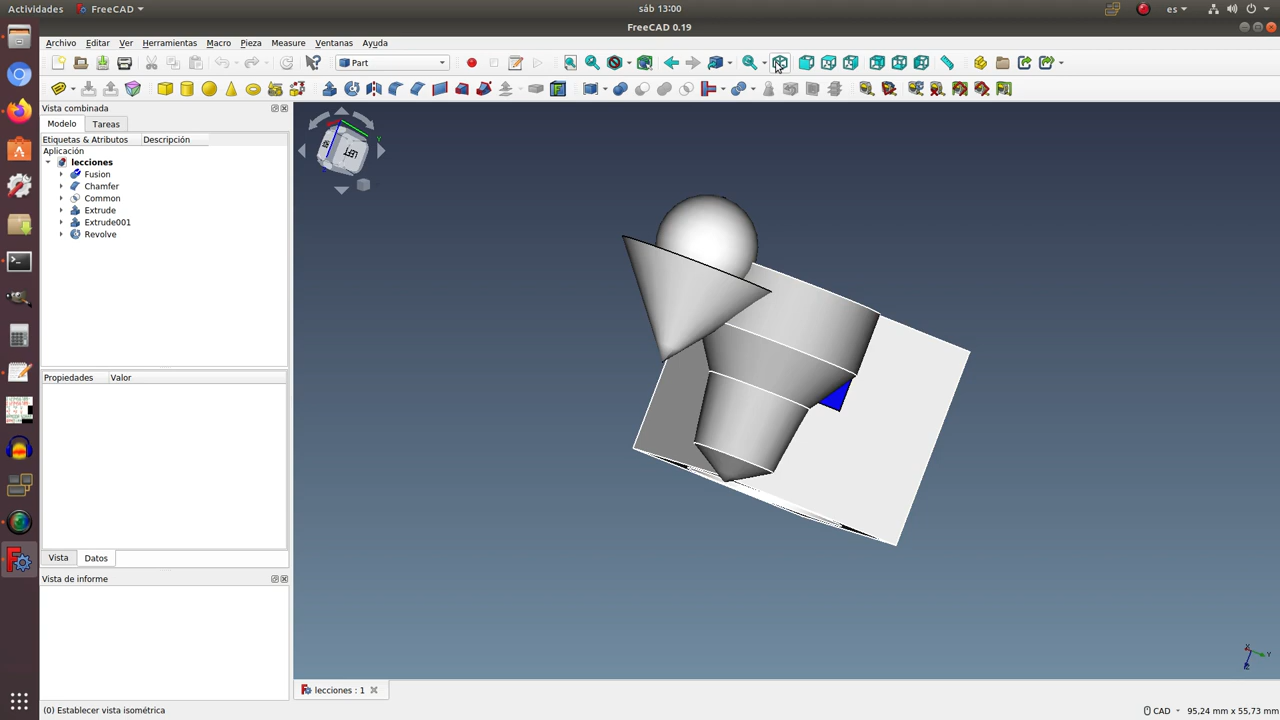 Actividades FreeCAD sáb 13:00 es
FreeCAD 0.19
Archivo Editar Ver Herramientas Macro Pieza Measure Ventanas Ayuda
Part
Vista combinada
Modelo Tareas
Etiquetas & Atributos Descripción
Aplicación
lecciones
Fusion
Chamfer
Common
Extrude
Extrude001
Revolve
Y
LEFT
Propiedades Valor
Vista Datos
Vista de informe
X
Y
lecciones : 1
(0) Establecer vista isométrica CAD 95,24 mm x 55,73 mm